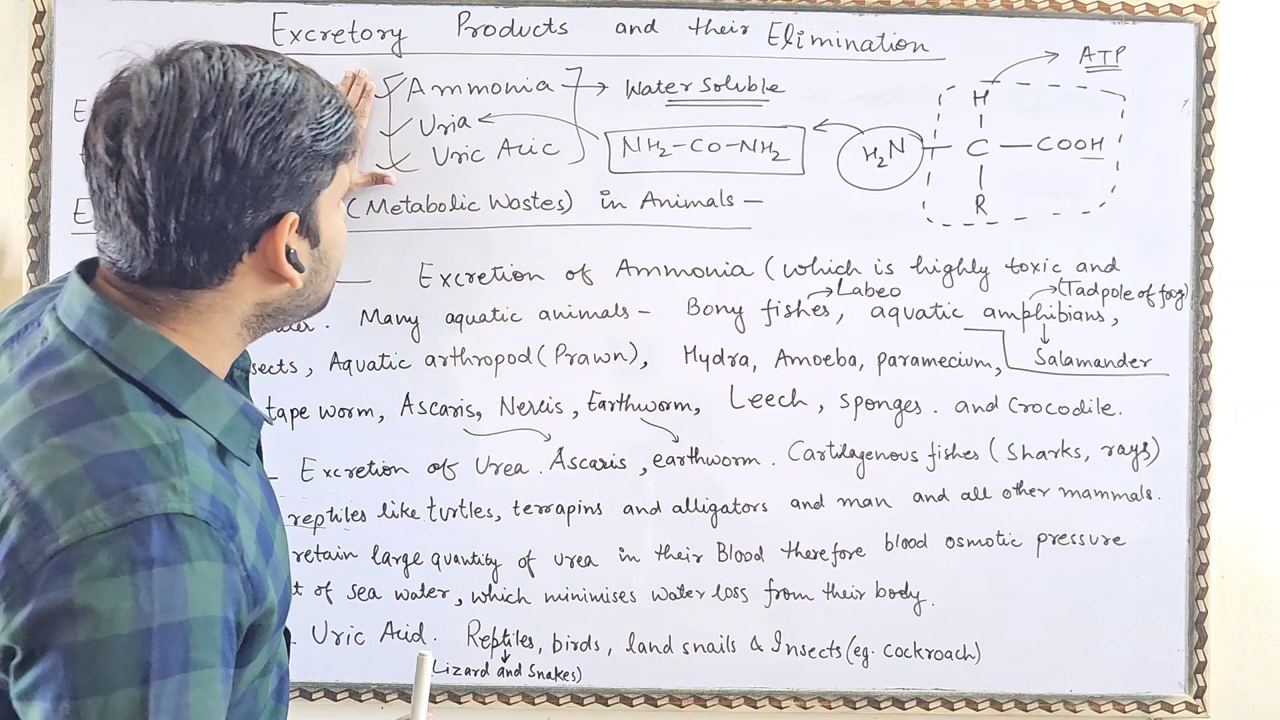 Excretory Products and their Elimination
ATP
Ammonia → Water soluble
H
E
Uria
NH₂-CO-NH₂
H₂N - C - COOH
Uric Acic
R
E (Metabolic Wastes) in Animals -
Excretion of Ammonia (which is highly toxic and
Labeo
(Tadpole of frog)
Many aquatic animals - Bony fishes, aquatic amphibians,
sects, Aquatic arthropod (Prawn), Hydra, Amoeba, paramecium, Salamander
tape worm, Ascaris, Nereis, Earthworm, Leech, sponges. and Crocodile.
- Excretion of Urea. Ascaris, earthworm. Cartilagenous fishes (Sharks, rays)
reptiles like turtles, terrapins and alligators and man and all other mammals.
retain large quantity of urea in their Blood therefore blood osmotic pressure
t of sea water, which minimises water loss from their body.
- Uric Acid. Reptiles, birds, land snails & Insects (eg. cockroach)
(Lizard and Snakes)